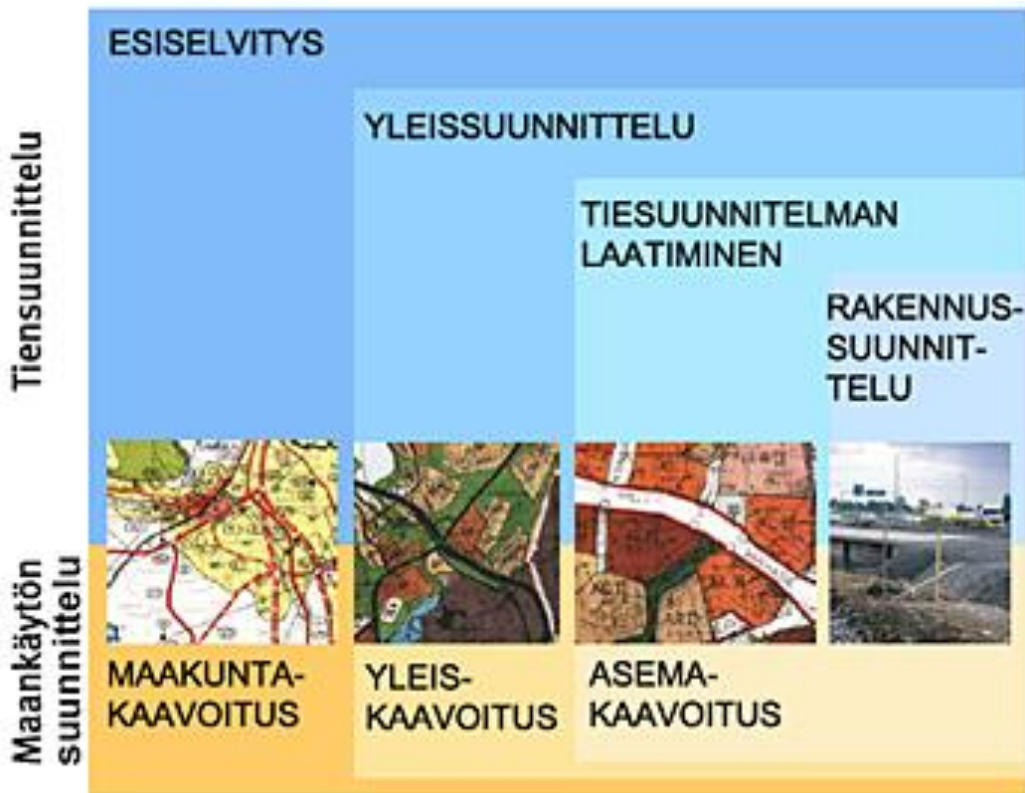 Tiensuunnittelu
ESISELVITYS
YLEISSUUNNITTELU
TIESUUNNITELMAN
LAATIMINEN
RAKENNUS-
SUUNNIT-
TELU
Maankäytön
suunnittelu
MAAKUNTA-
KAAVOITUS
YLEIS-
KAAVOITUS
ASEMA-
KAAVOITUS